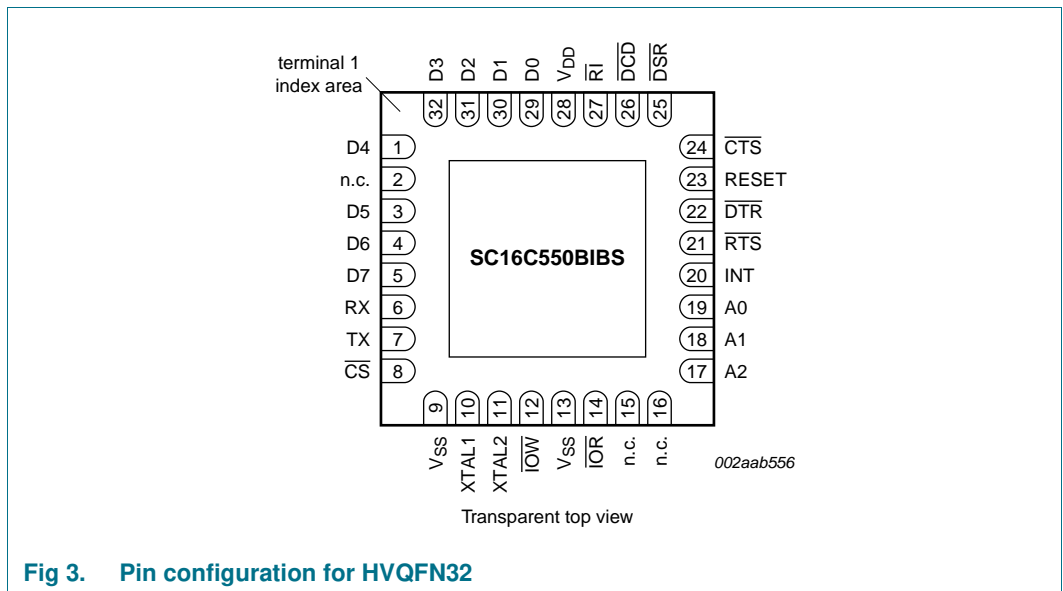 terminal 1
index area
D3
D2
D1
D0
VDD
RI
DCD
DSR
32
31
30
29
28
27
26
25
D4 1
n.c. 2
D5 3
D6 4
D7 5
RX 6
TX 7
CS 8
SC16C550BIBS
24 CTS
23 RESET
22 DTR
21 RTS
20 INT
19 A0
18 A1
17 A2
9
10
11
12
13
14
15
16
VSS
XTAL1
XTAL2
IOW
VSS
IOR
n.c.
n.c.
002aab556
Transparent top view
Fig 3. Pin configuration for HVQFN32